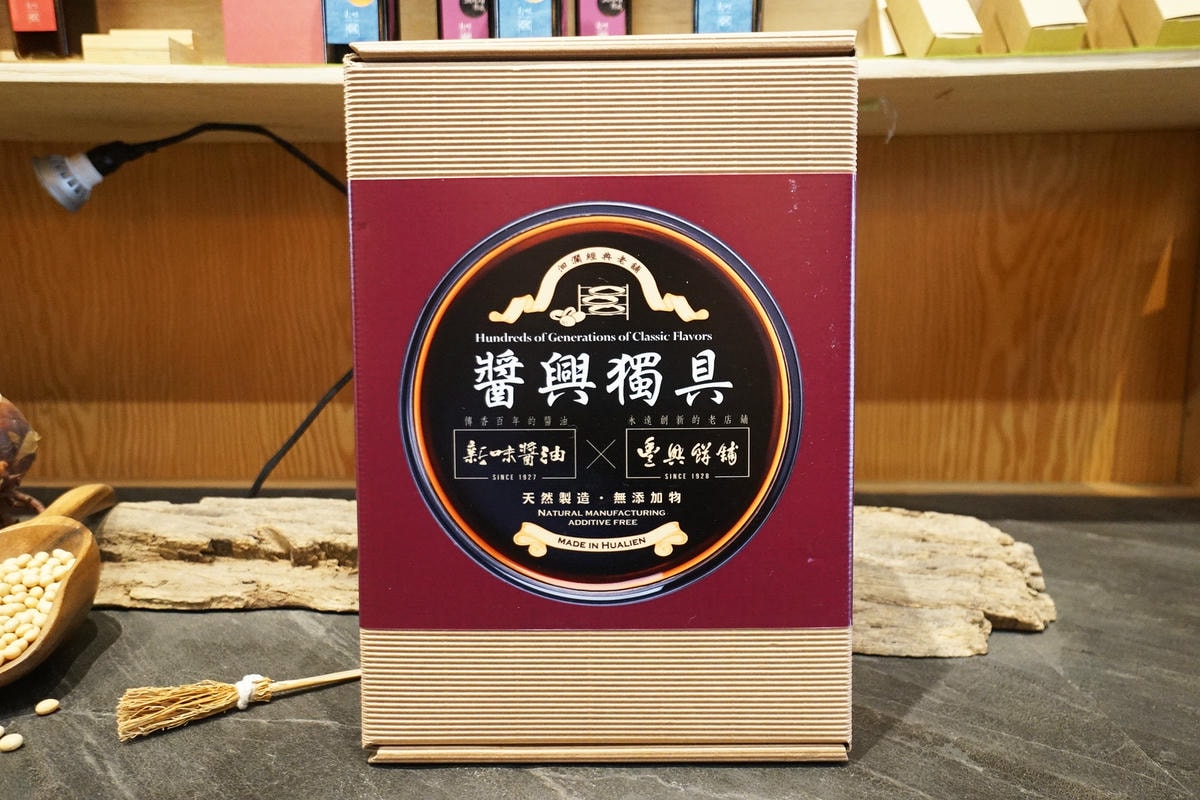 洄瀾經典老舖
Hundreds of Generations of Classic Flavors
醬興獨具
傳香百年的醬油
永遠創新的老店舖
新味醬油
豐興餅舖
SINCE 1927
SINCE 1928
天然製造・無添加物
NATURAL MANUFACTURING
ADDITIVE FREE
MADE IN HUALIEN